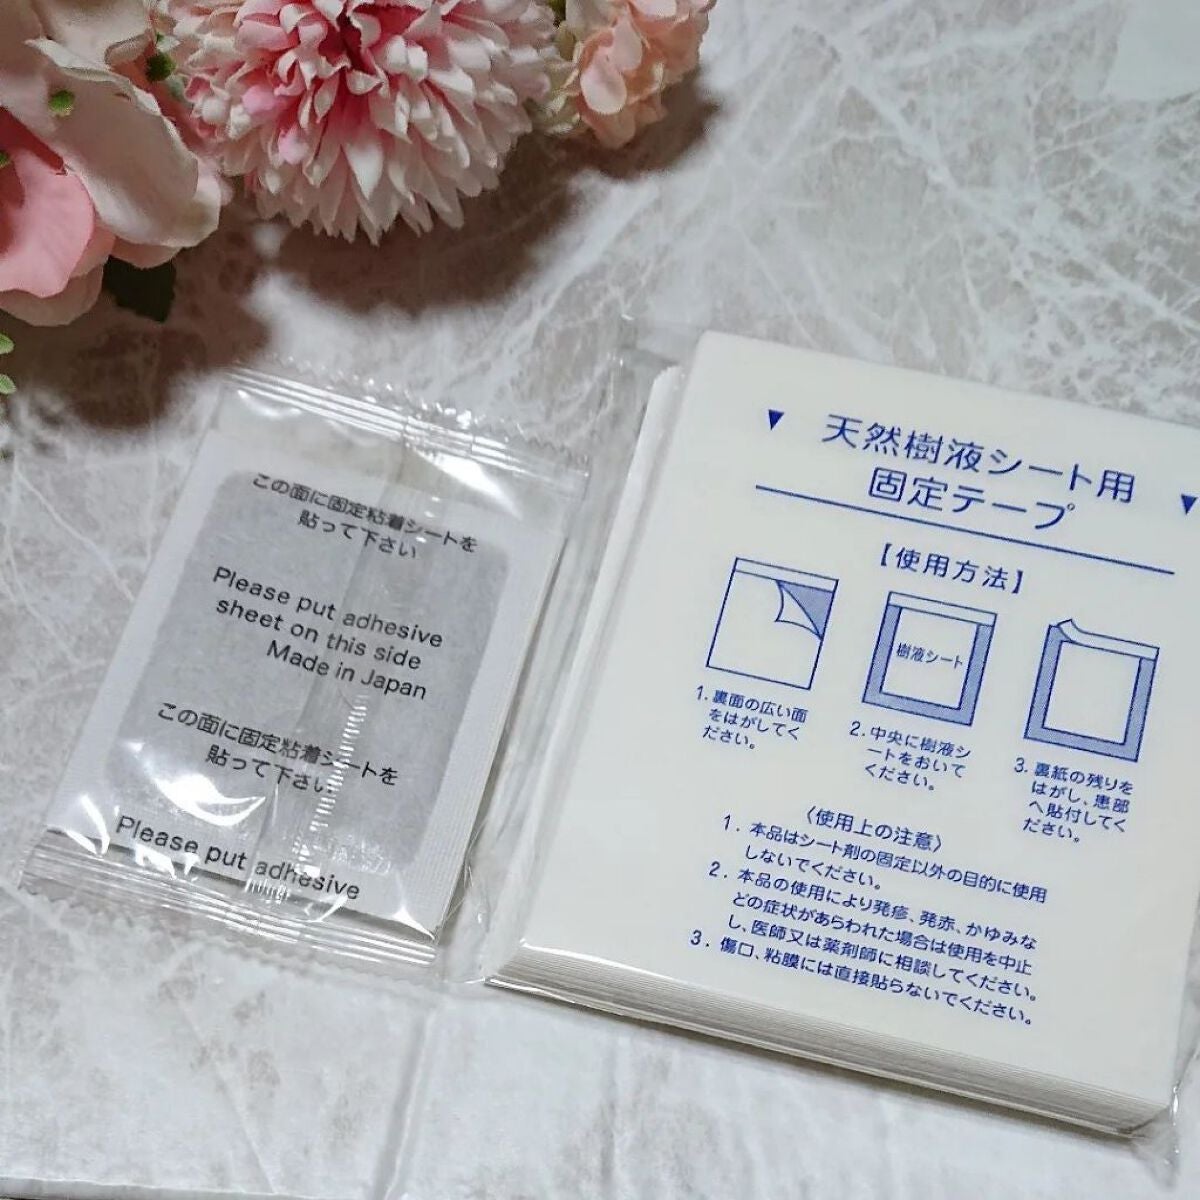 この面に固定粘着シートを
貼って下さい
Please put adhesive
sheet on this side
Made in Japan
この面に固定粘着シートを
貼って下さい
Please put adhesive
▼ 天然樹液シート用 ▼
固定テープ
【使用方法】
樹液シート
1. 裏面の広い面
をはがしてく
ださい。
2. 中央に樹液シ
ートをおいて
ください。
3. 裏紙の残りを
はがし、患部
へ貼付してく
ださい。
〈使用上の注意〉
1. 本品はシート剤の固定以外の目的に使用
しないでください。
2. 本品の使用により発疹、発赤、かゆみな
どの症状があらわれた場合は使用を中止
し、医師又は薬剤師に相談してください。
3. 傷口、粘膜には直接貼らないでください。